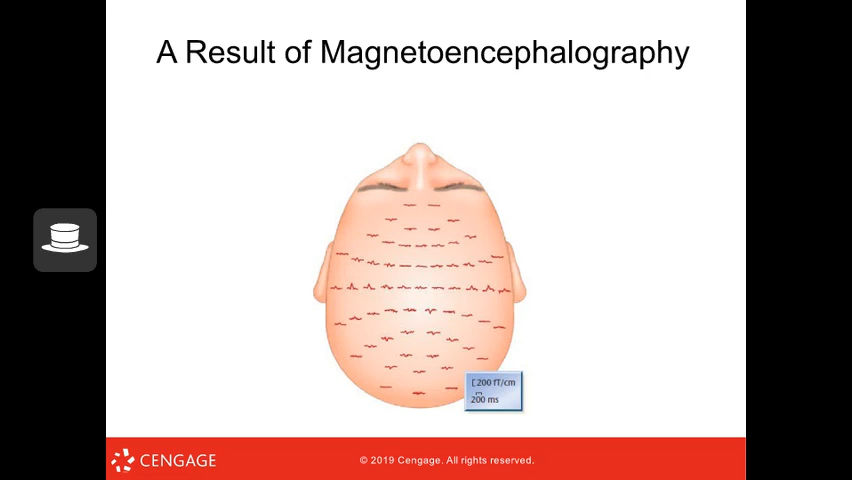 A Result of Magnetoencephalography
[200 fT/cm
200 ms
CENGAGE
© 2019 Cengage. All rights reserved.